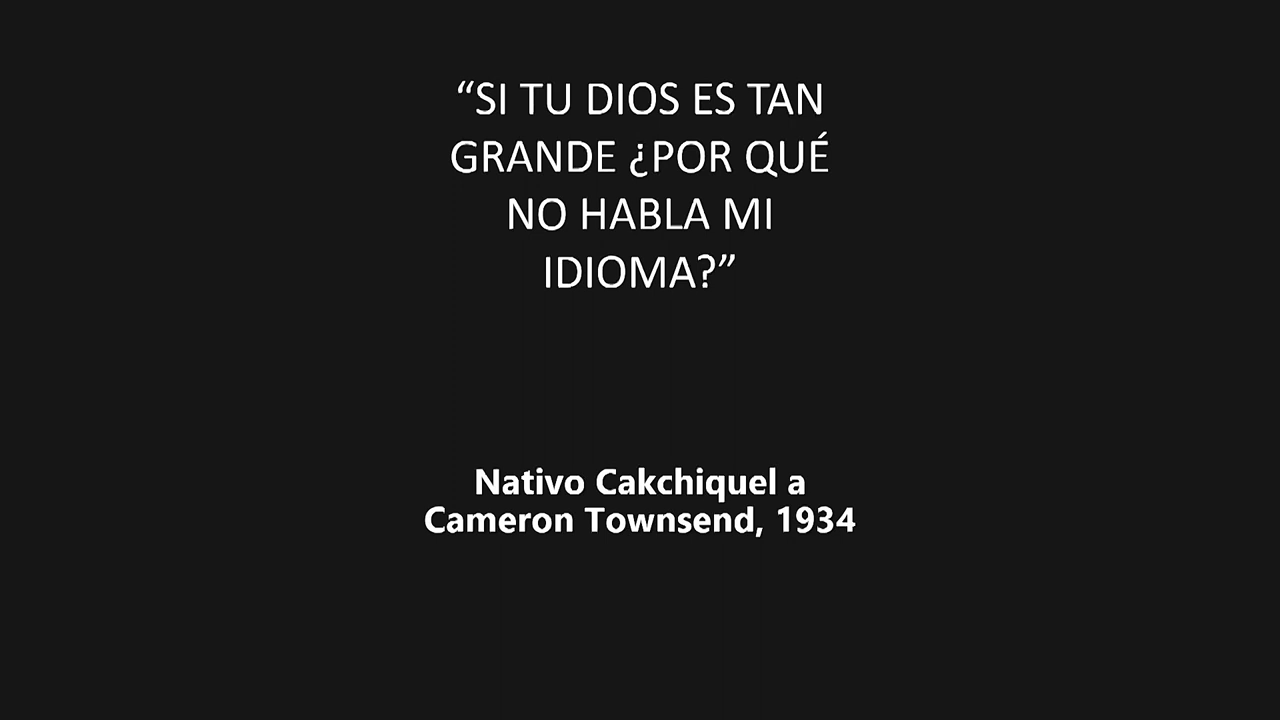 “SI TU DIOS ES TAN
GRANDE ¿POR QUÉ
NO HABLA MI
IDIOMA?”
Nativo Cakchiquel a
Cameron Townsend, 1934